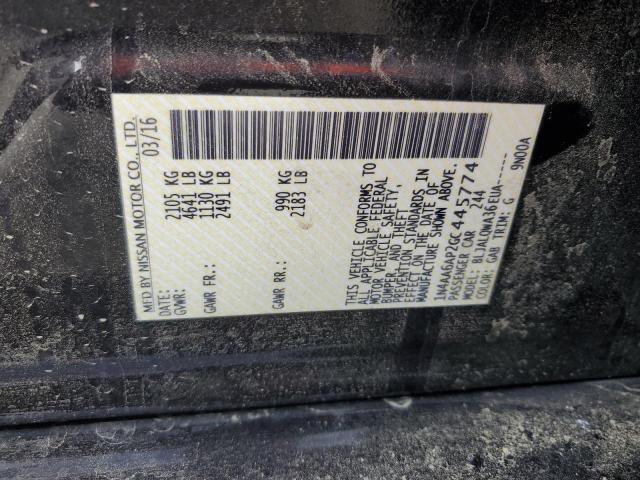 MFD BY NISSAN MOTOR CO., LTD.
DATE: 03/16
GVWR: 2105 KG
4641 LB
GAWR FR: 1130 KG
2491 LB
GAWR RR: 990 KG
2183 LB
THIS VEHICLE CONFORMS TO
ALL APPLICABLE FEDERAL
MOTOR VEHICLE SAFETY,
BUMPER, AND THEFT
PREVENTION STANDARDS IN
EFFECT ON THE DATE OF
MANUFACTURE SHOWN ABOVE.
1N4AA6AP2GC445774
PASSENGER CAR 244
MODEL: BLJALQWA36EUA------
COLOR: GAB TRIM: G 9N00A